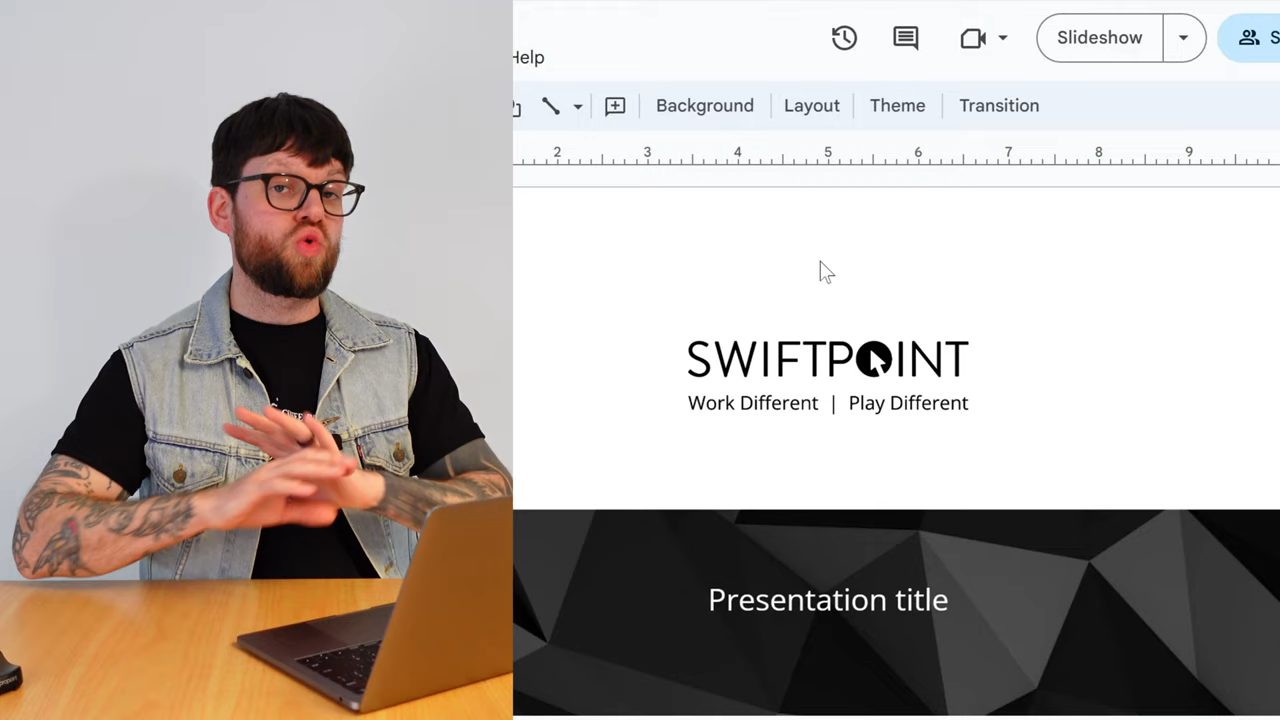 Help
Slideshow
S
Background
Layout
Theme
Transition
2 3 4 5 6 7 8 9
SWIFTPOINT
Work Different | Play Different
Presentation title